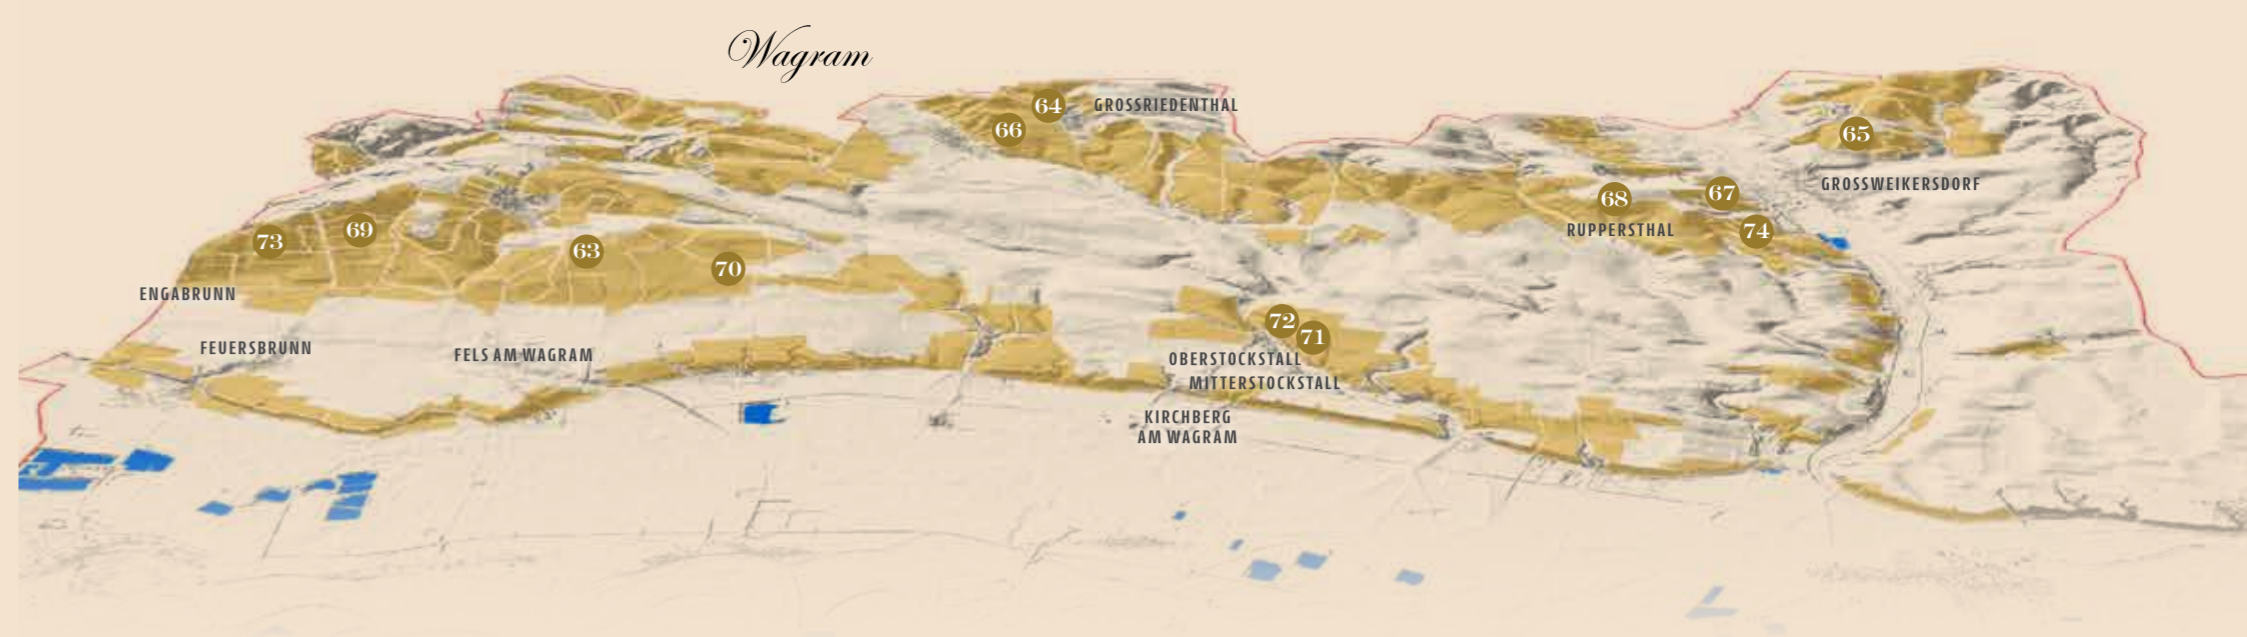 Wagram
64
GROSSRIEDENTHAL
66
65
GROSSWEIKERSDORF
67
68
69
RUPPERSTHAL
74
73
63
70
ENGABRUNN
72
71
FEUERSBRUNN
FELS AM WAGRAM
OBERSTOCKSTALL
MITTERSTOCKSTALL
KIRCHBERG
AM WAGRAM